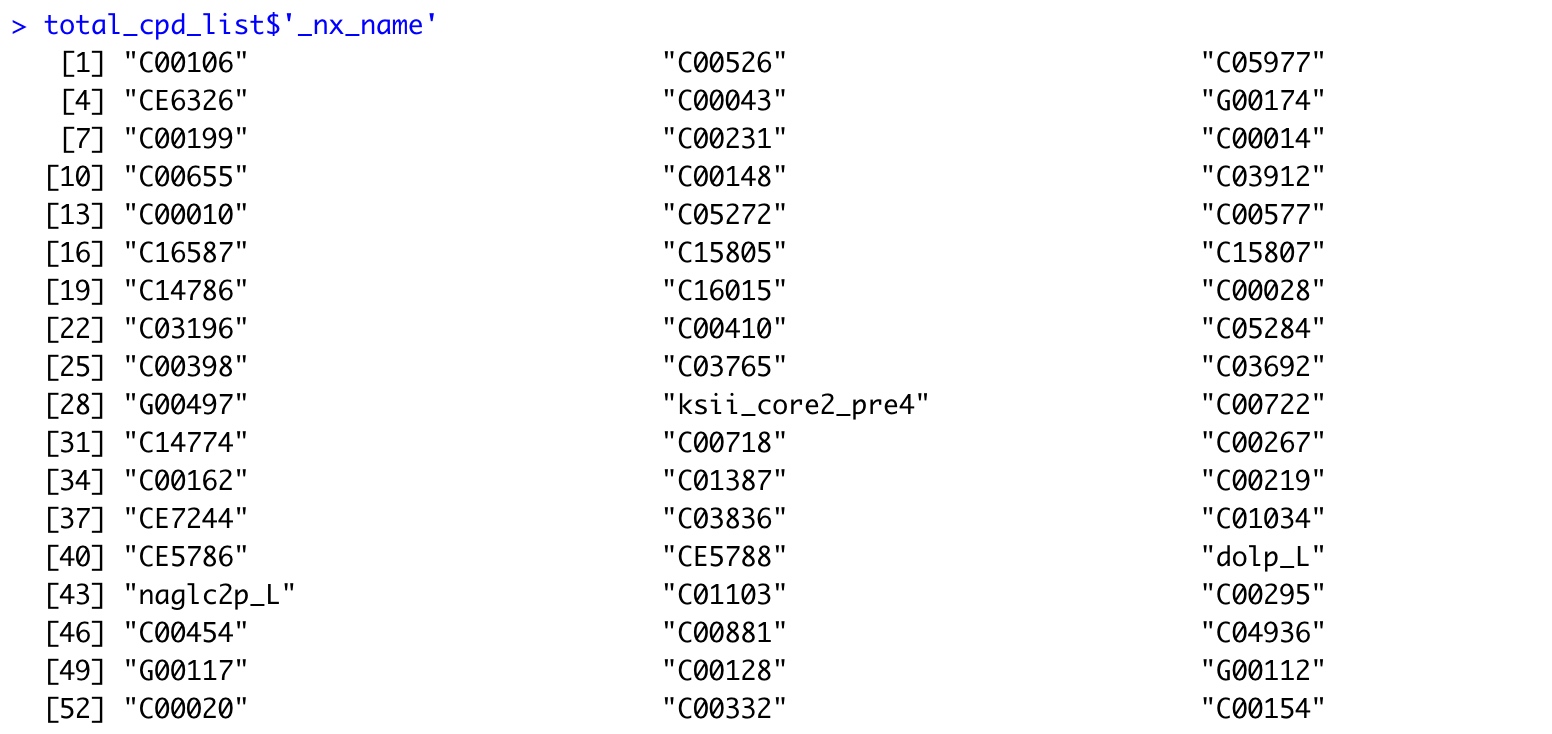 > total_cpd_list$'_nx_name'
[1] "C00106" "C00526" "C05977"
[4] "CE6326" "C00043" "G00174"
[7] "C00199" "C00231" "C00014"
[10] "C00655" "C00148" "C03912"
[13] "C00010" "C05272" "C00577"
[16] "C16587" "C15805" "C15807"
[19] "C14786" "C16015" "C00028"
[22] "C03196" "C00410" "C05284"
[25] "C00398" "C03765" "C03692"
[28] "G00497" "ksii_core2_pre4" "C00722"
[31] "C14774" "C00718" "C00267"
[34] "C00162" "C01387" "C00219"
[37] "CE7244" "C03836" "C01034"
[40] "CE5786" "CE5788" "dolp_L"
[43] "naglc2p_L" "C01103" "C00295"
[46] "C00454" "C00881" "C04936"
[49] "G00117" "C00128" "G00112"
[52] "C00020" "C00332" "C00154"